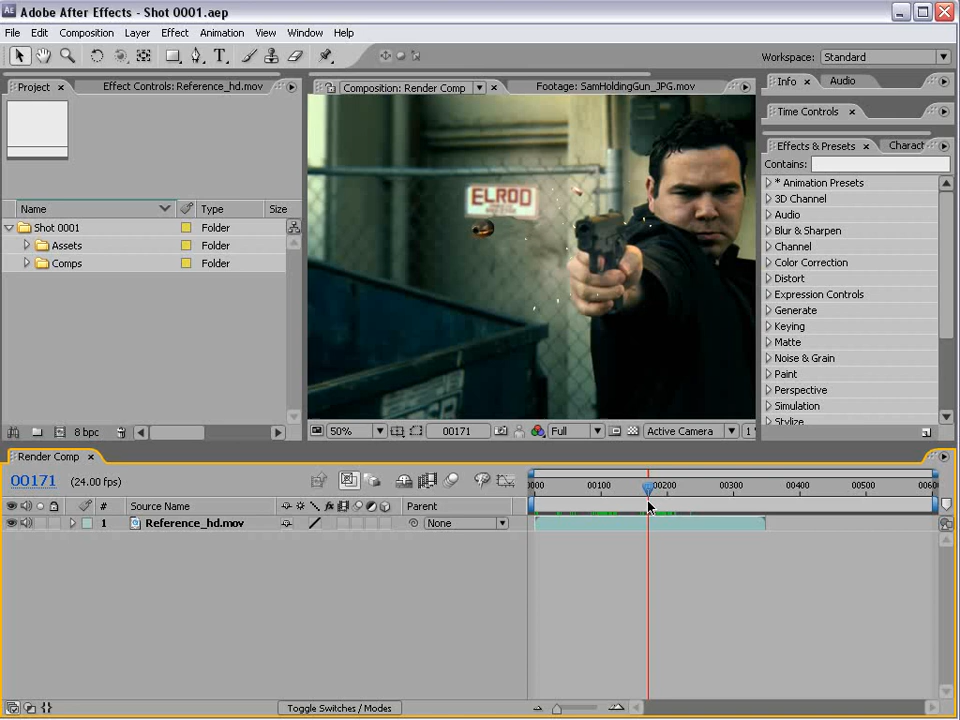 Adobe After Effects - Shot 0001.aep
File Edit Composition Layer Effect Animation View Window Help
Workspace: Standard
Project Effect Controls: Reference_hd.mov
Composition: Render Comp
Footage: SamHoldingGun_JPG.mov
Info Audio
Time Controls
Effects & Presets Charact
Contains:
* Animation Presets
3D Channel
Audio
Blur & Sharpen
Channel
Color Correction
Distort
Expression Controls
Generate
Keying
Matte
Noise & Grain
Paint
Perspective
Simulation
Stylize
Name Type Size
Shot 0001 Folder
Assets Folder
Comps Folder
ELROD
8 bpc
50% 00171 Full Active Camera 1
Render Comp
00171 (24.00 fps)
0000 00100 00200 00300 00400 00500 0060
# Source Name Parent
1 Reference_hd.mov None
Toggle Switches / Modes